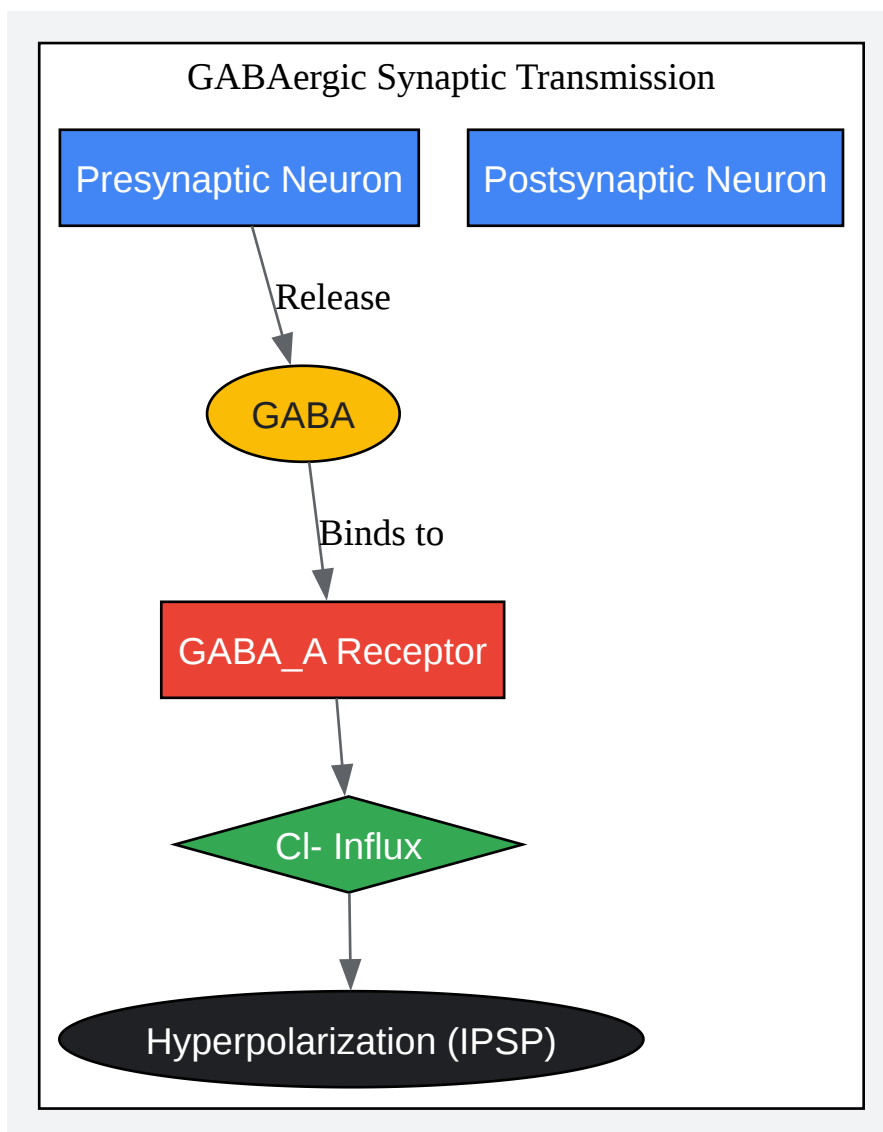 GABAergic Synaptic Transmission
Presynaptic Neuron
Postsynaptic Neuron
Release
GABA
Binds to
GABA_A Receptor
Cl- Influx
Hyperpolarization (IPSP)